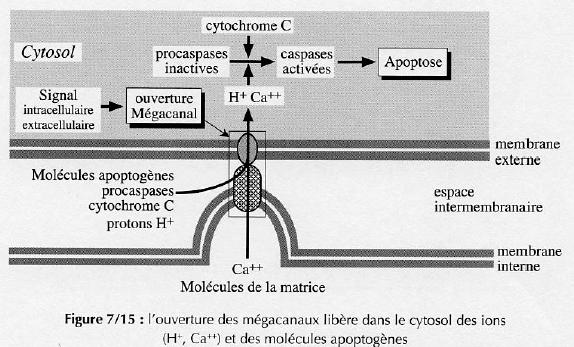 cytochrome C
Cytosol
procaspases
inactives
caspases
activées
Apoptose
Signal
intracellulaire
extracellulaire
ouverture
Mégacanal
H+ Ca++
membrane
externe
Molécules apoptogènes
procaspases
cytochrome C
protons H+
espace
intermembranaire
membrane
interne
Ca++
Molécules de la matrice
Figure 7/15 : l'ouverture des mégacanaux libère dans le cytosol des ions
(H+, Ca++) et des molécules apoptogènes